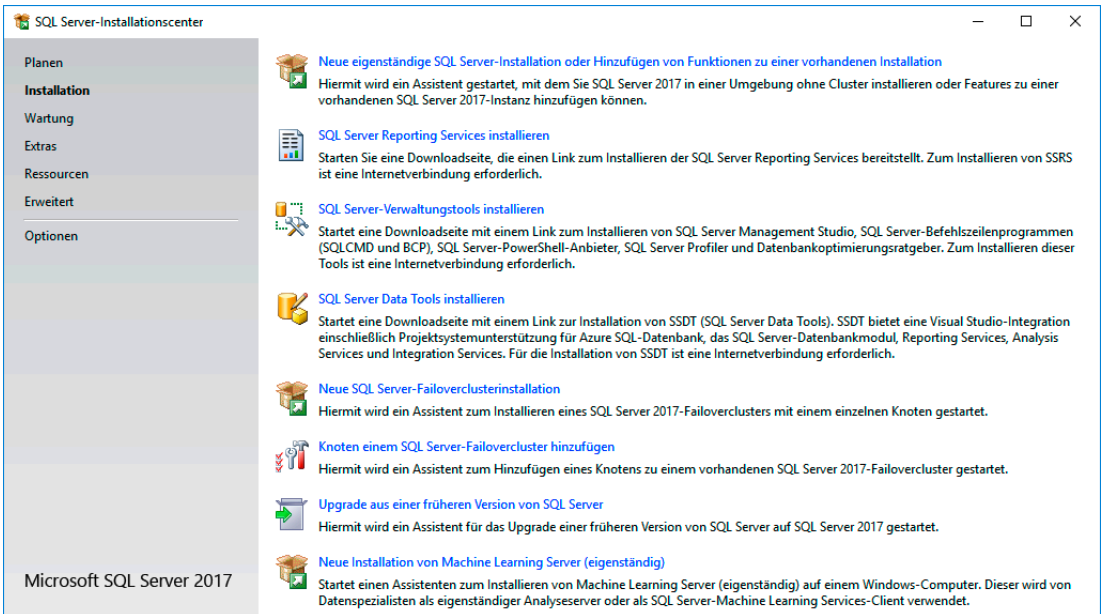 SQL Server-Installationscenter
Planen
Installation
Wartung
Extras
Ressourcen
Erweitert
Optionen
Microsoft SQL Server 2017
Neue eigenständige SQL Server-Installation oder Hinzufügen von Funktionen zu einer vorhandenen Installation
Hiermit wird ein Assistent gestartet, mit dem Sie SQL Server 2017 in einer Umgebung ohne Cluster installieren oder Features zu einer
vorhandenen SQL Server 2017-Instanz hinzufügen können.
SQL Server Reporting Services installieren
Starten Sie eine Downloadseite, die einen Link zum Installieren der SQL Server Reporting Services bereitstellt. Zum Installieren von SSRS
ist eine Internetverbindung erforderlich.
SQL Server-Verwaltungstools installieren
Startet eine Downloadseite mit einem Link zum Installieren von SQL Server Management Studio, SQL Server-Befehlszeilenprogrammen
(SQLCMD und BCP), SQL Server-PowerShell-Anbieter, SQL Server Profiler und Datenbankoptimierungsratgeber. Zum Installieren dieser
Tools ist eine Internetverbindung erforderlich.
SQL Server Data Tools installieren
Startet eine Downloadseite mit einem Link zur Installation von SSDT (SQL Server Data Tools). SSDT bietet eine Visual Studio-Integration
einschließlich Projektsystemunterstützung für Azure SQL-Datenbank, das SQL Server-Datenbankmodul, Reporting Services, Analysis
Services und Integration Services. Für die Installation von SSDT ist eine Internetverbindung erforderlich.
Neue SQL Server-Failoverclusterinstallation
Hiermit wird ein Assistent zum Installieren eines SQL Server 2017-Failoverclusters mit einem einzelnen Knoten gestartet.
Knoten einem SQL Server-Failovercluster hinzufügen
Hiermit wird ein Assistent zum Hinzufügen eines Knotens zu einem vorhandenen SQL Server 2017-Failovercluster gestartet.
Upgrade aus einer früheren Version von SQL Server
Hiermit wird ein Assistent für das Upgrade einer früheren Version von SQL Server auf SQL Server 2017 gestartet.
Neue Installation von Machine Learning Server (eigenständig)
Startet einen Assistenten zum Installieren von Machine Learning Server (eigenständig) auf einem Windows-Computer. Dieser wird von
Datenspezialisten als eigenständiger Analyseserver oder als SQL Server-Machine Learning Services-Client verwendet.